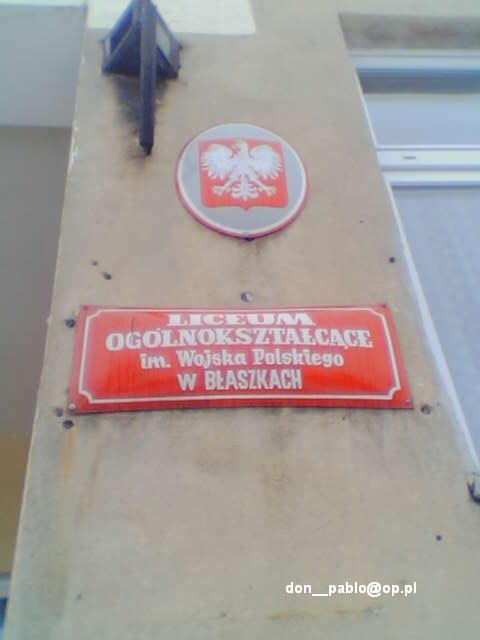 LICEUM
OGÓLNOKSZTAŁCĄCE
im. Wojska Polskiego
W BŁASZKACH
don__pablo@op.pl